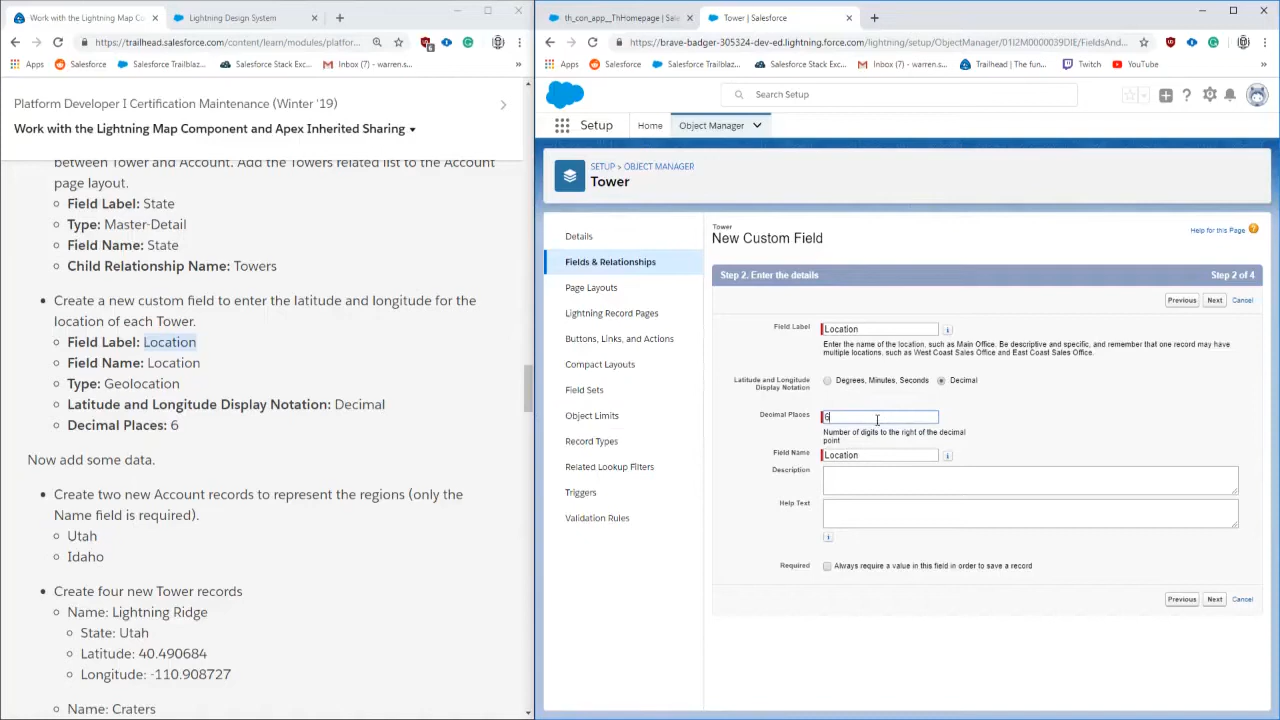 Work with the Lightning Map C
Lightning Design System
https://trailhead.salesforce.com/content/learn/modules/platfor...
Apps
Salesforce
Salesforce Trailblaz...
Salesforce Stack Exc...
Inbox (7) - warren.s...
»
Platform Developer I Certification Maintenance (Winter '19)
Work with the Lightning Map Component and Apex Inherited Sharing
between Tower and Account. Add the Towers related list to the Account
page layout.
Field Label: State
Type: Master-Detail
Field Name: State
Child Relationship Name: Towers
Create a new custom field to enter the latitude and longitude for the
location of each Tower.
Field Label: Location
Field Name: Location
Type: Geolocation
Latitude and Longitude Display Notation: Decimal
Decimal Places: 6
Now add some data.
Create two new Account records to represent the regions (only the
Name field is required).
Utah
Idaho
Create four new Tower records
Name: Lightning Ridge
State: Utah
Latitude: 40.490684
Longitude: -110.908727
Name: Craters
th_con_app__ThHomepage | Sale
Tower | Salesforce
https://brave-badger-305324-dev-ed.lightning.force.com/lightning/setup/ObjectManager/01I2M0000039DIE/FieldsAnd...
Apps
Salesforce
Salesforce Trailblaz...
Salesforce Stack Exc...
Inbox (7) - warren.s...
Trailhead | The fun...
Twitch
YouTube
»
Search Setup
Setup
Home
Object Manager
SETUP > OBJECT MANAGER
Tower
Details
Fields & Relationships
Page Layouts
Lightning Record Pages
Buttons, Links, and Actions
Compact Layouts
Field Sets
Object Limits
Record Types
Related Lookup Filters
Triggers
Validation Rules
Tower
New Custom Field
Help for this Page
Step 2. Enter the details
Step 2 of 4
Previous Next Cancel
Field Label Location
Enter the name of the location, such as Main Office. Be descriptive and specific, and remember that one record may have
multiple locations, such as West Coast Sales Office and East Coast Sales Office.
Latitude and Longitude
Display Notation
Degrees, Minutes, Seconds Decimal
Decimal Places 6
Number of digits to the right of the decimal
point
Field Name Location
Description
Help Text
Required Always require a value in this field in order to save a record
Previous Next Cancel